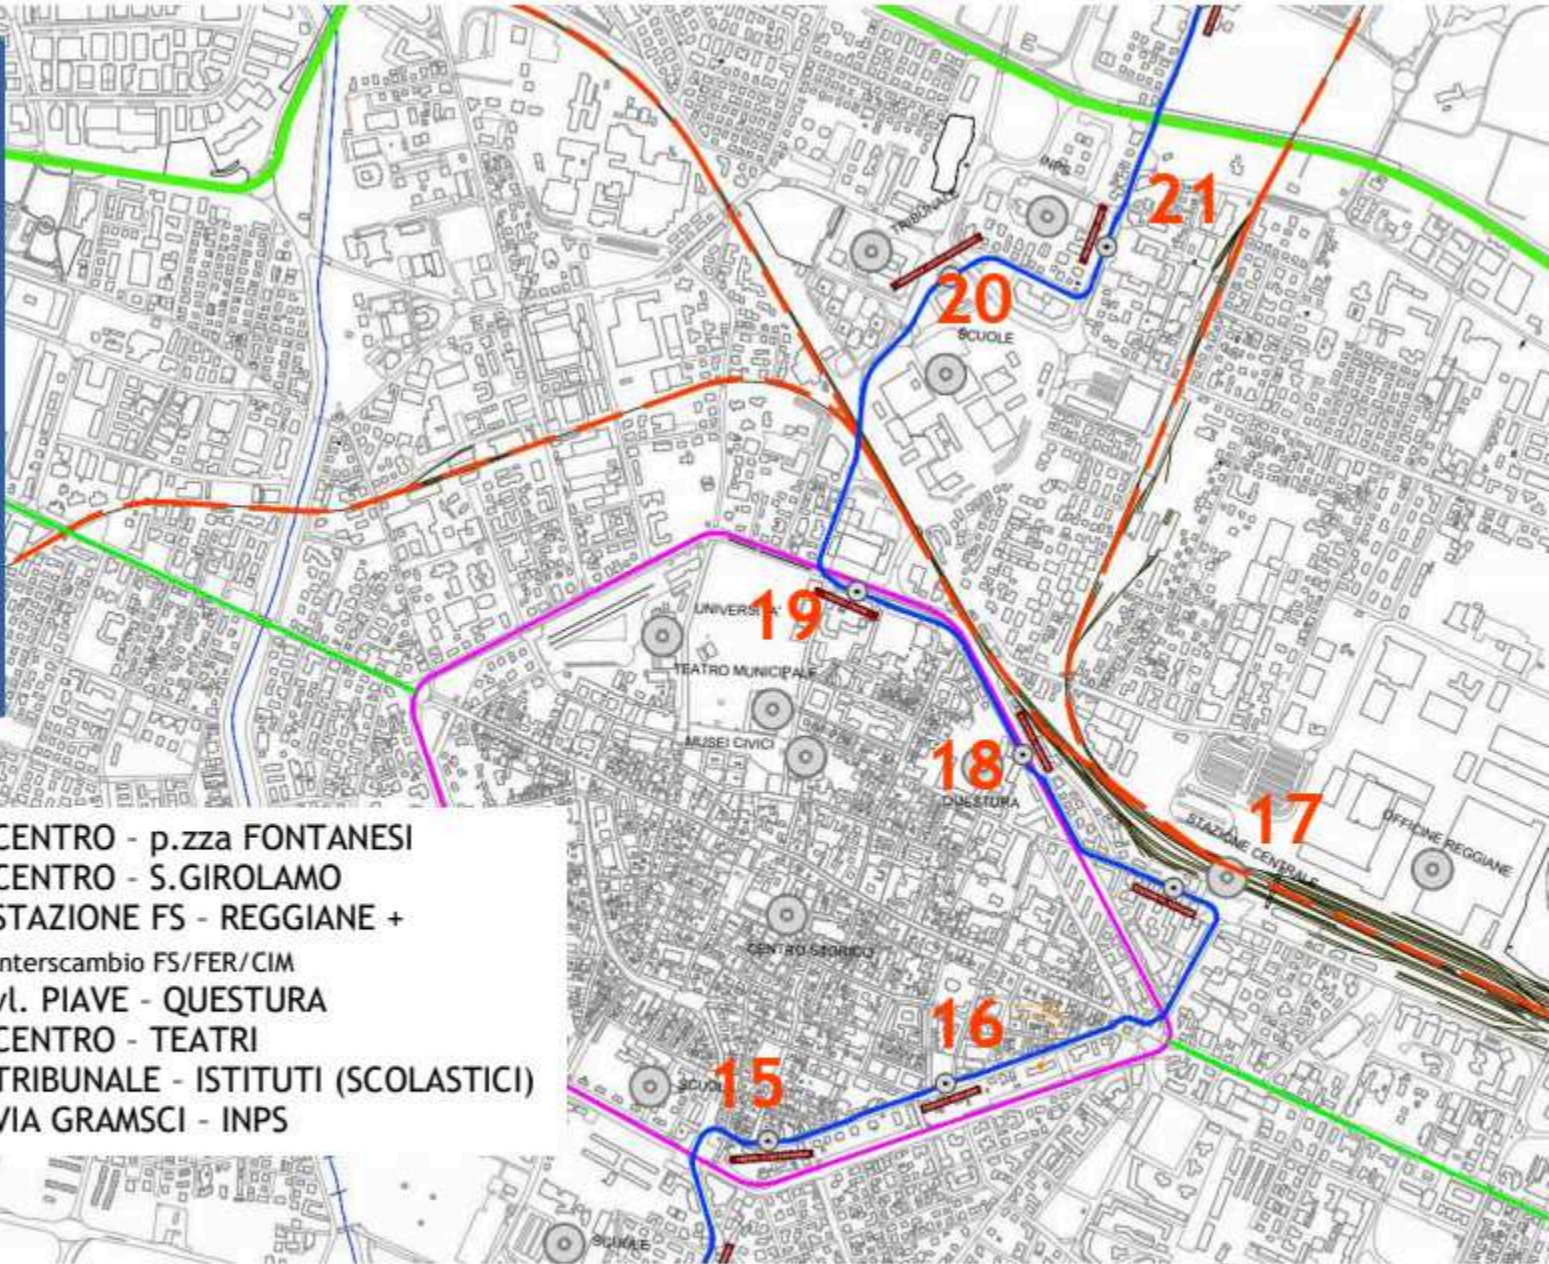 21
INPS
TRIBUNALE
20
SCUOLE
19
UNIVERSITA'
TEATRO MUNICIPALE
MUSEI CIVICI
18
QUESTURA
17
STAZIONE CENTRALE
OFFICINE REGGIANE
CENTRO STORICO
16
15
SCUOLE
SCUOLE
CENTRO - p.zza FONTANESI
CENTRO - S.GIROLAMO
STAZIONE FS - REGGIANE +
nterscambio FS/FER/CIM
vl. PIAVE - QUESTURA
CENTRO - TEATRI
TRIBUNALE - ISTITUTI (SCOLASTICI)
VIA GRAMSCI - INPS